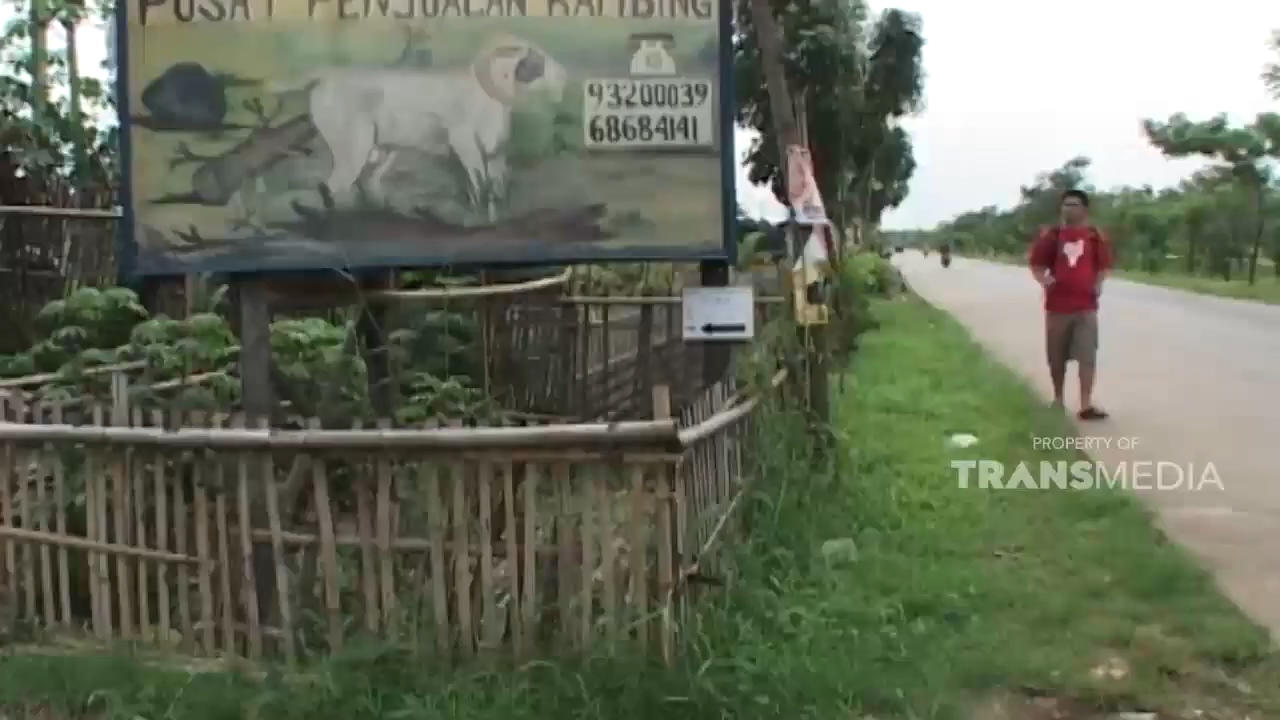 PUSAT PENJUALAN KAMBING
93200039
68684141
PROPERTY OF
TRANSMEDIA